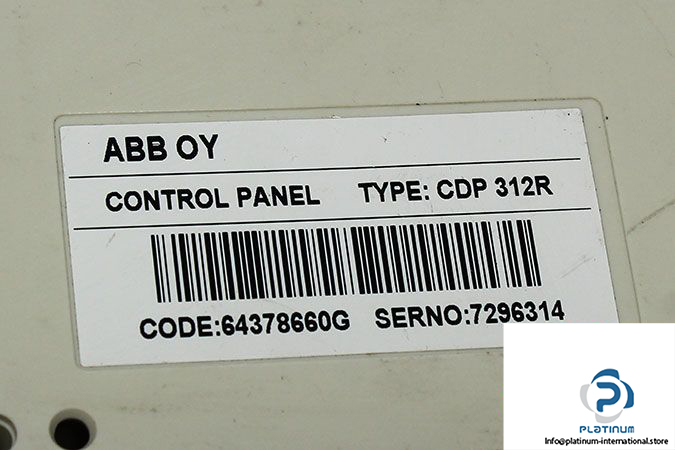 ABB OY
CONTROL PANEL TYPE: CDP 312R
CODE:64378660G SERNO:7296314
PLATINUM
Info@platinum-international.store